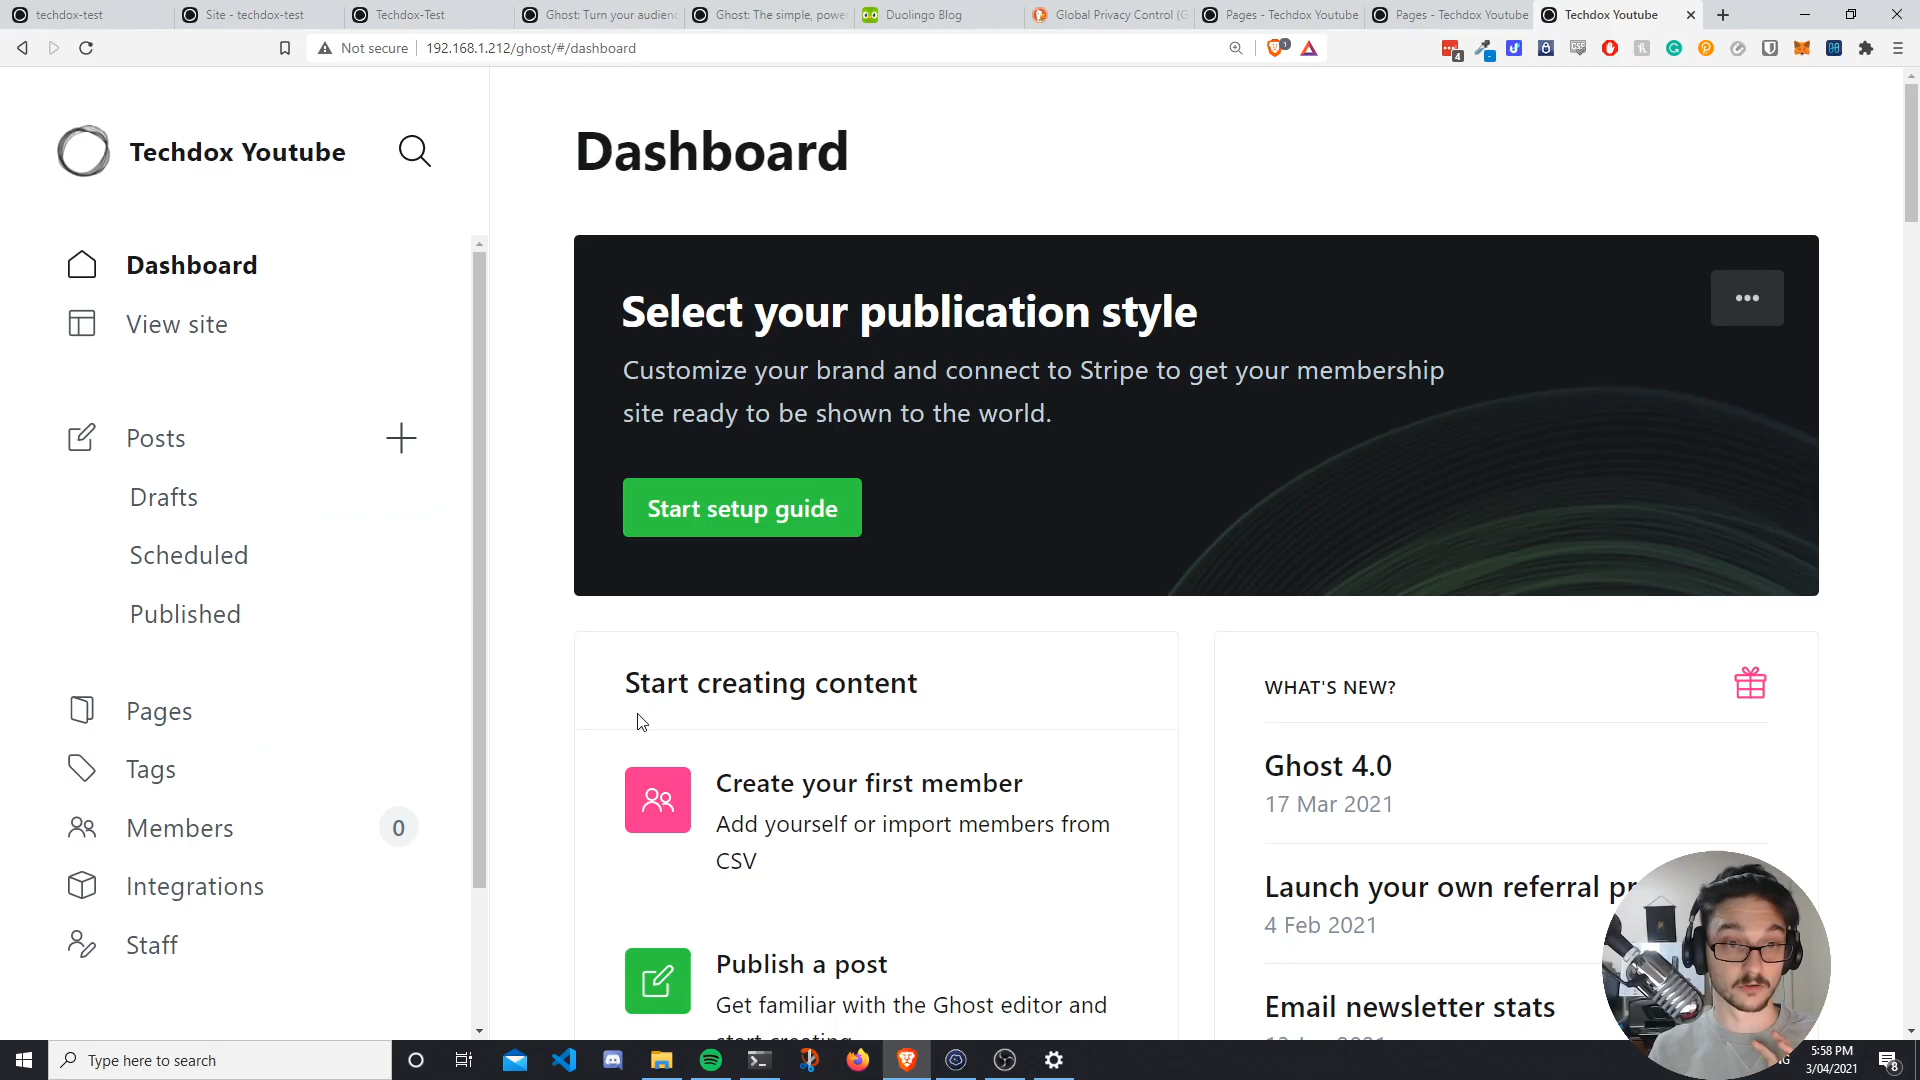 techdox-test
Site - techdox-test
Techdox-Test
Ghost: Turn your audienc
Ghost: The simple, powe
Duolingo Blog
Global Privacy Control (G
Pages - Techdox Youtube
Pages - Techdox Youtube
Techdox Youtube
Not secure
192.168.1.212/ghost/#/dashboard
1
4
Techdox Youtube
Dashboard
View site
Posts
Drafts
Scheduled
Published
Pages
Tags
Members
0
Integrations
Staff
Dashboard
Select your publication style
Customize your brand and connect to Stripe to get your membership
site ready to be shown to the world.
Start setup guide
Start creating content
Create your first member
Add yourself or import members from
CSV
Publish a post
Get familiar with the Ghost editor and
start creating
WHAT'S NEW?
Ghost 4.0
17 Mar 2021
Launch your own referral pr
4 Feb 2021
Email newsletter stats
Type here to search
5:58 PM
3/04/2021
8